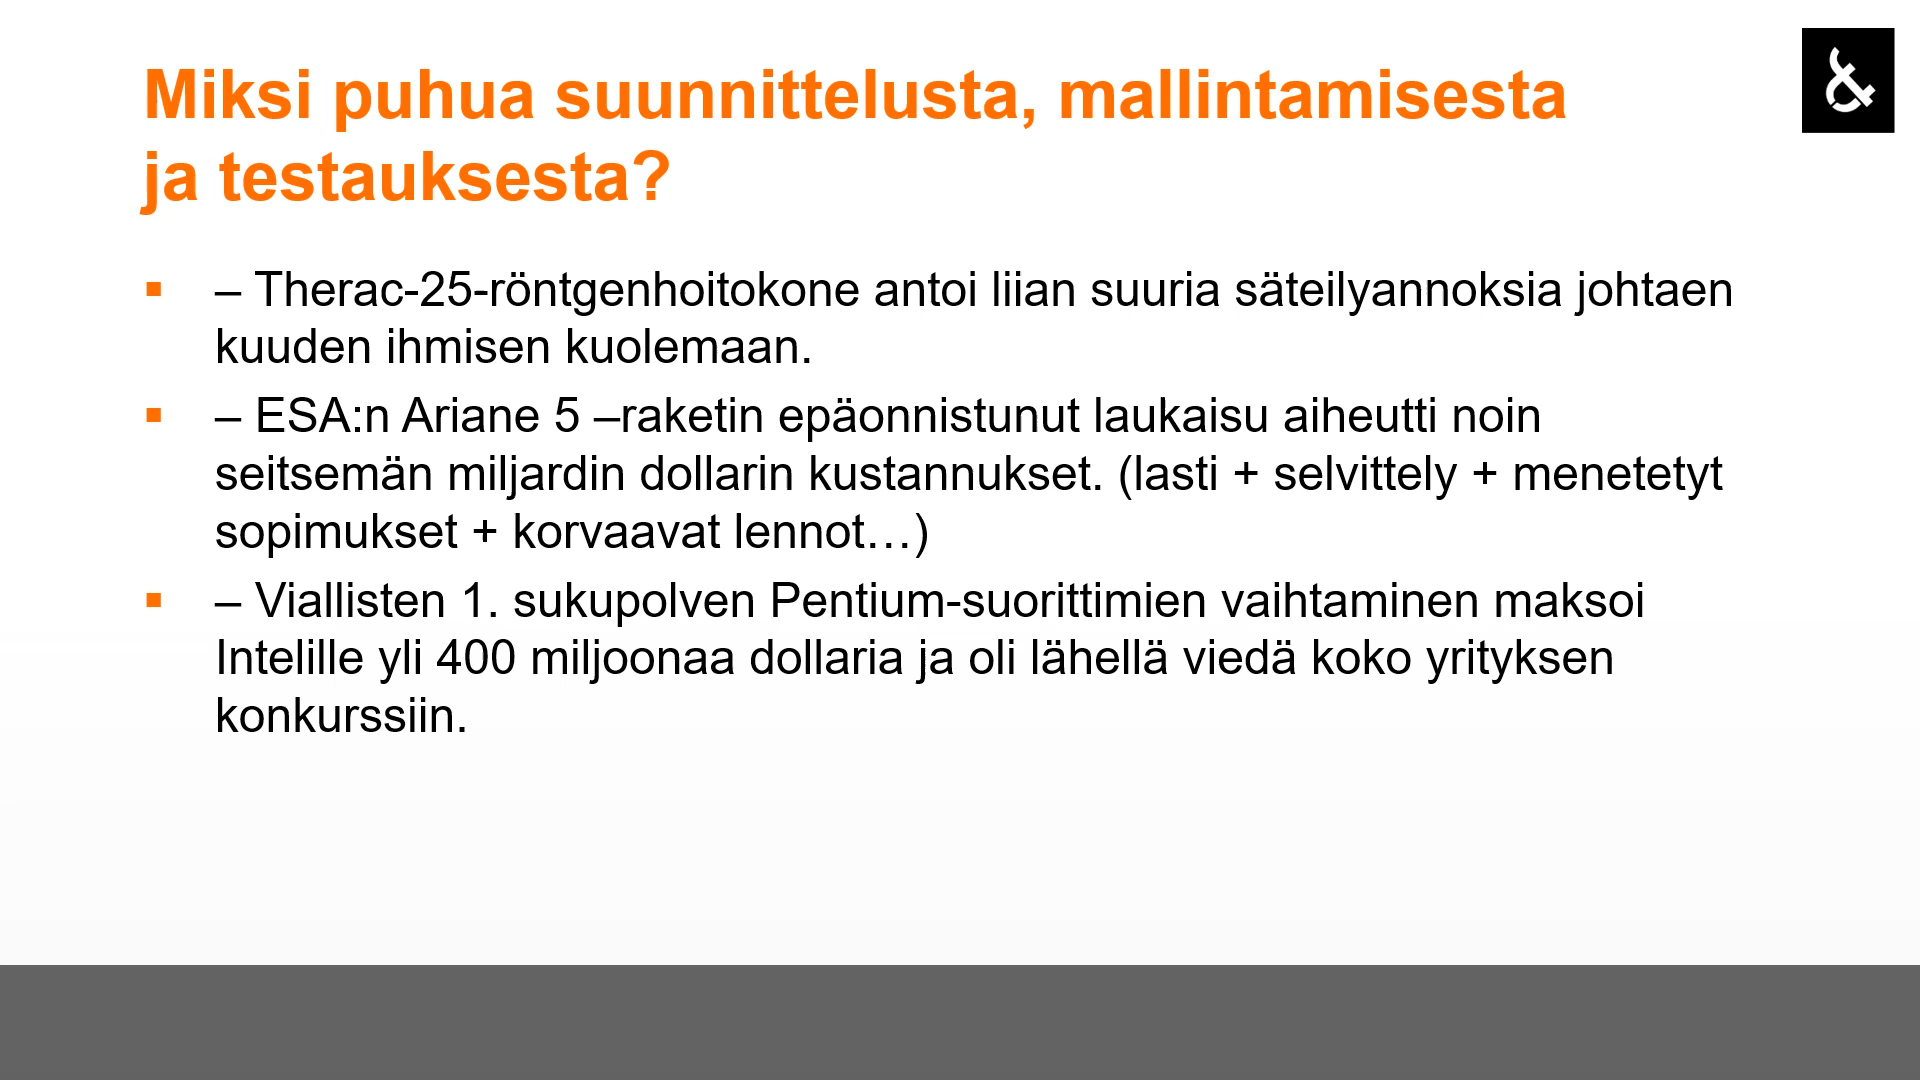 Miksi puhua suunnittelusta, mallintamisesta
ja testauksesta?
&
▪ – Therac-25-röntgenhoitokone antoi liian suuria säteilyannoksia johtaen
kuuden ihmisen kuolemaan.
▪ – ESA:n Ariane 5 –raketin epäonnistunut laukaisu aiheutti noin
seitsemän miljardin dollarin kustannukset. (lasti + selvittely + menetetyt
sopimukset + korvaavat lennot…)
▪ – Viallisten 1. sukupolven Pentium-suorittimien vaihtaminen maksoi
Intelille yli 400 miljoonaa dollaria ja oli lähellä viedä koko yrityksen
konkurssiin.